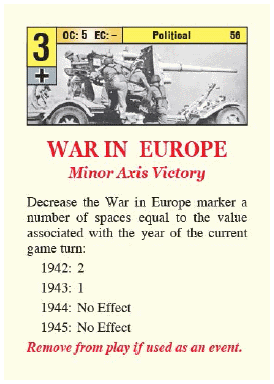 3 OC: 5 EC: - Political 56
WAR IN EUROPE
Minor Axis Victory
Decrease the War in Europe marker a
number of spaces equal to the value
associated with the year of the current
game turn:
1942: 2
1943: 1
1944: No Effect
1945: No Effect
Remove from play if used as an event.